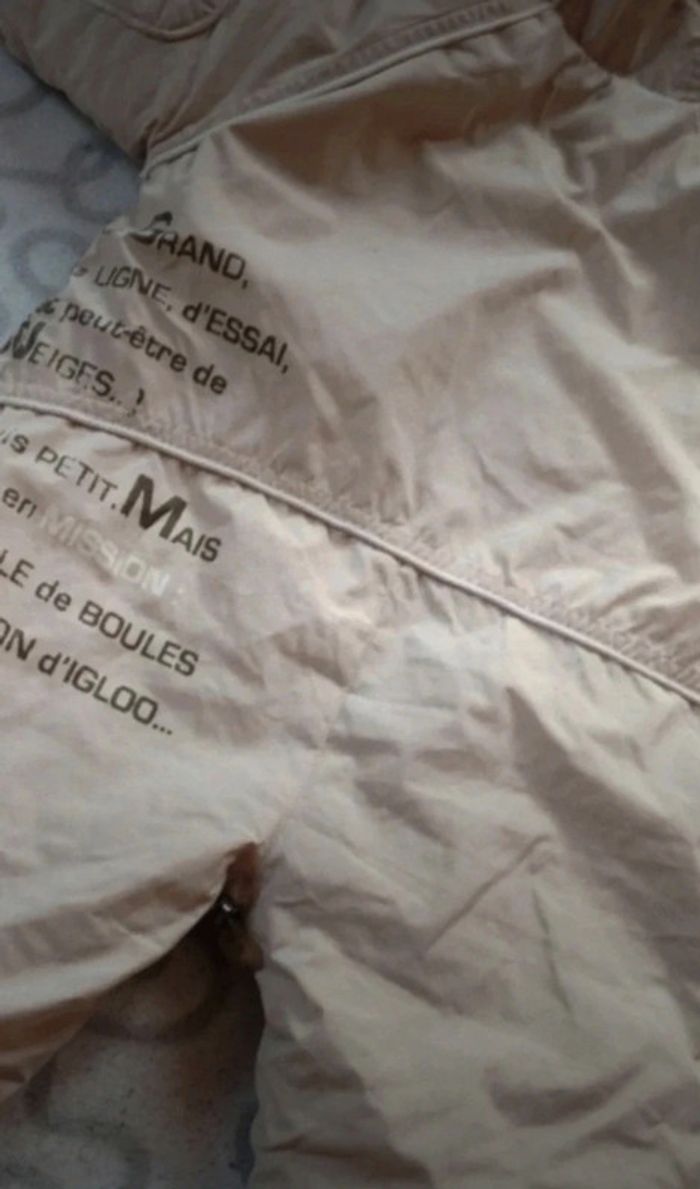 GRAND,
LIGNE, d'ESSAI,
peut-être de
NEIGES..)
PETIT. MAIS
en MISSION :
LE de BOULES
ON d'IGLOO...